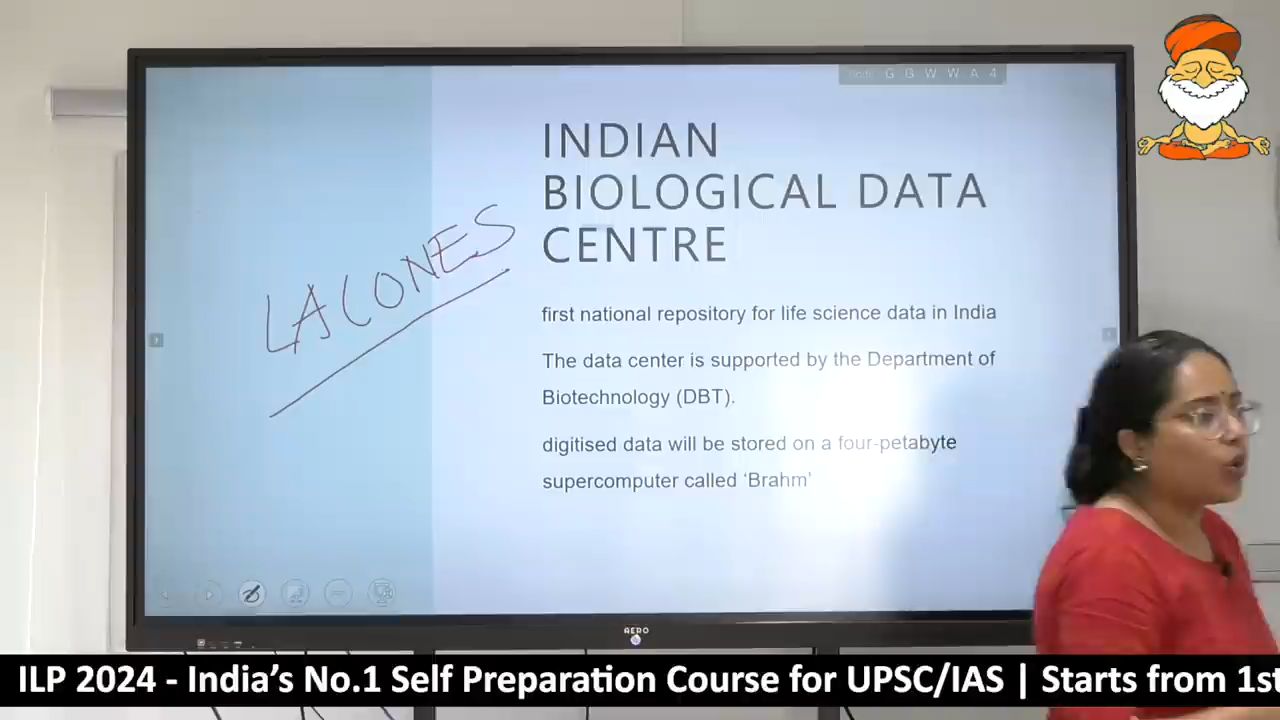 G G W W A 4
INDIAN
BIOLOGICAL DATA
CENTRE
LACONES
first national repository for life science data in India
The data center is supported by the Department of
Biotechnology (DBT).
digitised data will be stored on a four-petabyte
supercomputer called ‘Brahm’
AERO
ILP 2024 - India’s No.1 Self Preparation Course for UPSC/IAS | Starts from 1st